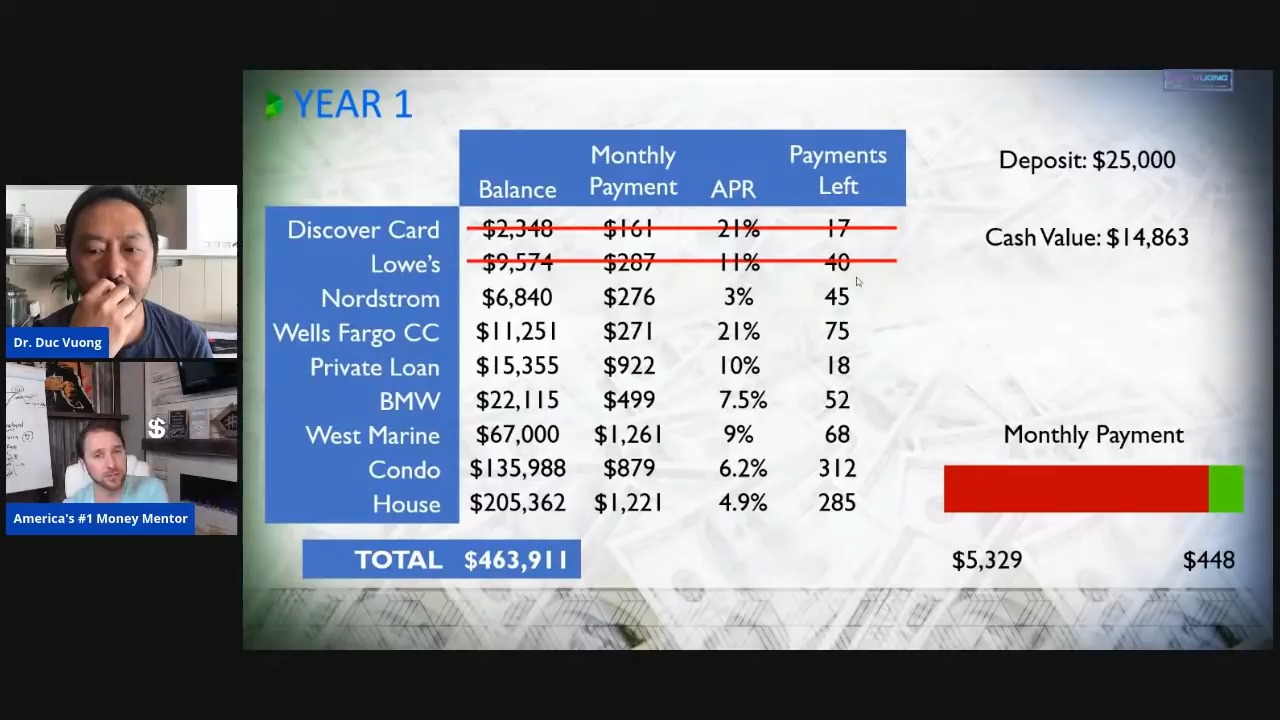 YEAR 1
Balance
Monthly Payment
APR
Payments Left
Discover Card $2,348 $161 21% 17
Lowe's $9,574 $287 11% 40
Nordstrom $6,840 $276 3% 45
Wells Fargo CC $11,251 $271 21% 75
Private Loan $15,355 $922 10% 18
BMW $22,115 $499 7.5% 52
West Marine $67,000 $1,261 9% 68
Condo $135,988 $879 6.2% 312
House $205,362 $1,221 4.9% 285
TOTAL $463,911
Deposit: $25,000
Cash Value: $14,863
Monthly Payment
$5,329 $448
Dr. Duc Vuong
$
America's #1 Money Mentor